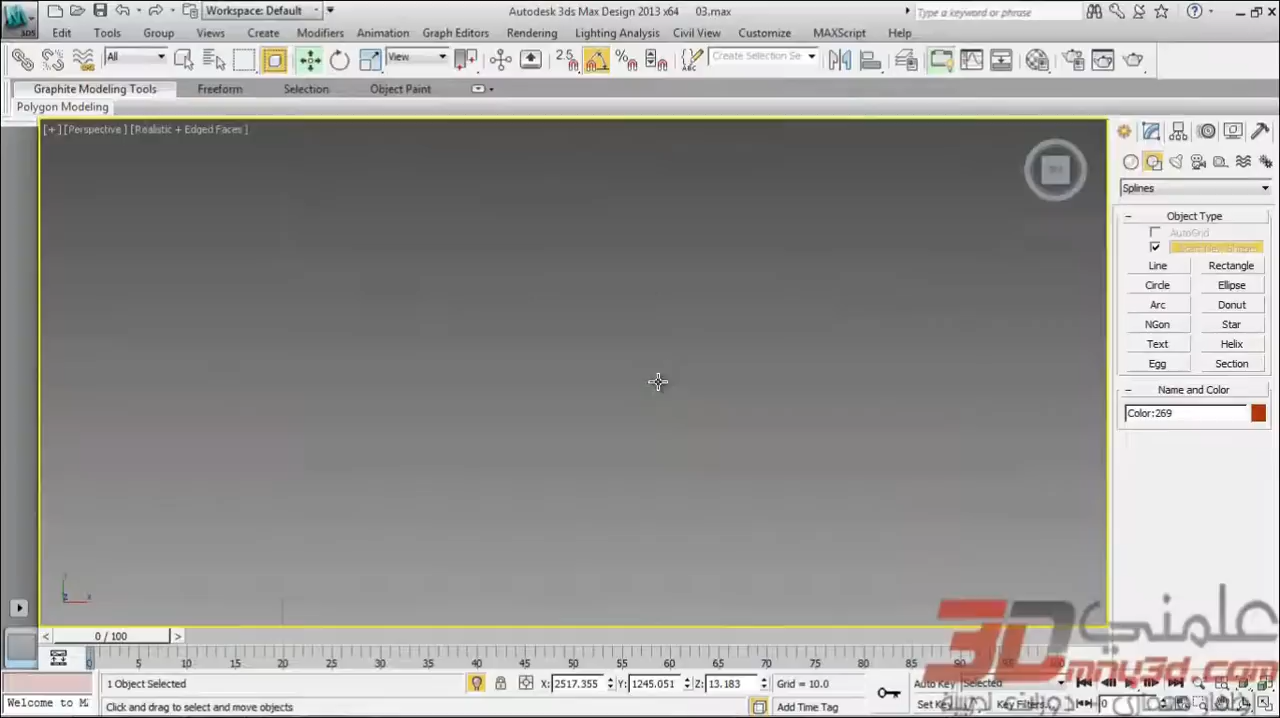 Workspace: Default
Autodesk 3ds Max Design 2013 x64
03.max
Type a keyword or phrase
3DS
Edit
Tools
Group
Views
Create
Modifiers
Animation
Graph Editors
Rendering
Lighting Analysis
Civil View
Customize
MAXScript
Help
All
View
2.5
Create Selection Se
Graphite Modeling Tools
Freeform
Selection
Object Paint
Polygon Modeling
[ + ] [Perspective ] [Realistic + Edged Faces ]
Splines
Object Type
AutoGrid
Line
Rectangle
Circle
Ellipse
Arc
Donut
NGon
Star
Text
Helix
Egg
Section
Name and Color
Color:269
0 / 100
0 5 10 15 20 25 30 35 40 45 50 55 60 65 70 75 80 85 90
1 Object Selected
X: 2517.355
Y: 1245.051
Z: 13.183
Grid = 10.0
Auto Key
Selected
Welcome to M
Click and drag to select and move objects
Add Time Tag
Set Key
Key Filters...
0
3D
علمني